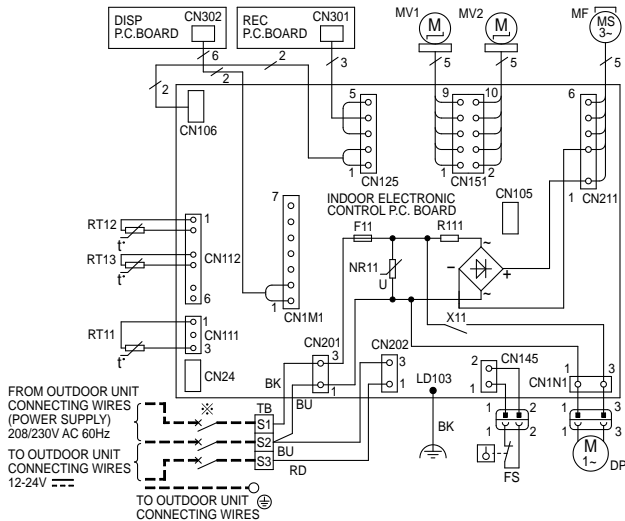 DISP
P.C.BOARD
CN302
REC
P.C.BOARD
CN301
MV1
M
MV2
M
MF
MS
3~
6
2
2
3
5
5
5
2
CN106
5
1
CN125
9
10
1
2
CN151
6
1
CN211
CN105
INDOOR ELECTRONIC
CONTROL P.C. BOARD
7
1
CN1M1
F11
R111
NR11
U
~
−
+
~
X11
RT12
t°
RT13
t°
1
CN112
6
RT11
t°
1
CN111
3
CN24
CN201
3
1
BK
BU
CN202
3
1
LD103
BK
2
1
CN145
1
2
1
2
FS
1
3
CN1N1
1
3
1
3
M
1~
DP
FROM OUTDOOR UNIT
CONNECTING WIRES
(POWER SUPPLY)
208/230V AC 60Hz
※
TB
S1
S2
S3
BU
RD
TO OUTDOOR UNIT
CONNECTING WIRES
12-24V
TO OUTDOOR UNIT
CONNECTING WIRES